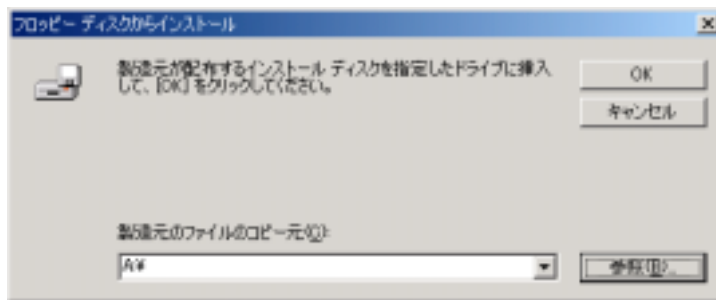 フロッピー ディスクからインストール
製造元が配布するインストール ディスクを指定したドライブに挿入
して、[OK] をクリックしてください。
OK
キャンセル
製造元のファイルのコピー元(C):
A:¥
参照(B)...